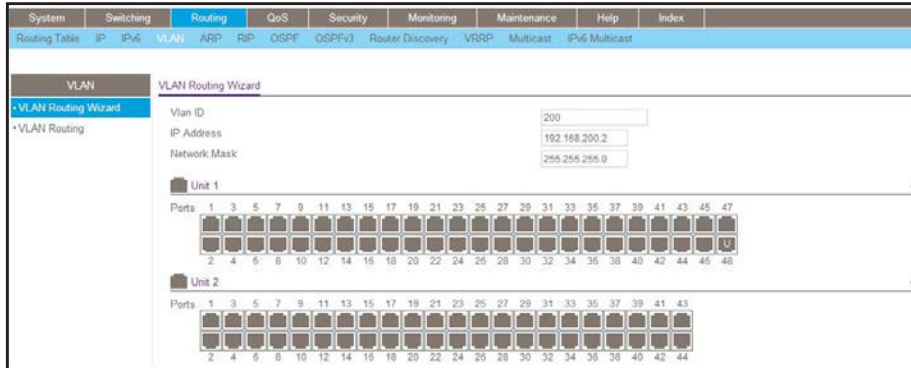 System Switching Routing QoS Security Monitoring Maintenance Help Index
Routing Table IP IPv6 VLAN ARP RIP OSPF OSPFv3 Router Discovery VRRP Multicast IPv6 Multicast
VLAN
VLAN Routing Wizard
• VLAN Routing Wizard
• VLAN Routing
Vlan ID 200
IP Address 192.168.200.2
Network Mask 255.255.255.0
Unit 1
Ports 1 3 5 7 9 11 13 15 17 19 21 23 25 27 29 31 33 35 37 39 41 43 45 47
U
2 4 6 8 10 12 14 16 18 20 22 24 26 28 30 32 34 36 38 40 42 44 46 48
Unit 2
Ports 1 3 5 7 9 11 13 15 17 19 21 23 25 27 29 31 33 35 37 39 41 43
2 4 6 8 10 12 14 16 18 20 22 24 26 28 30 32 34 36 38 40 42 44